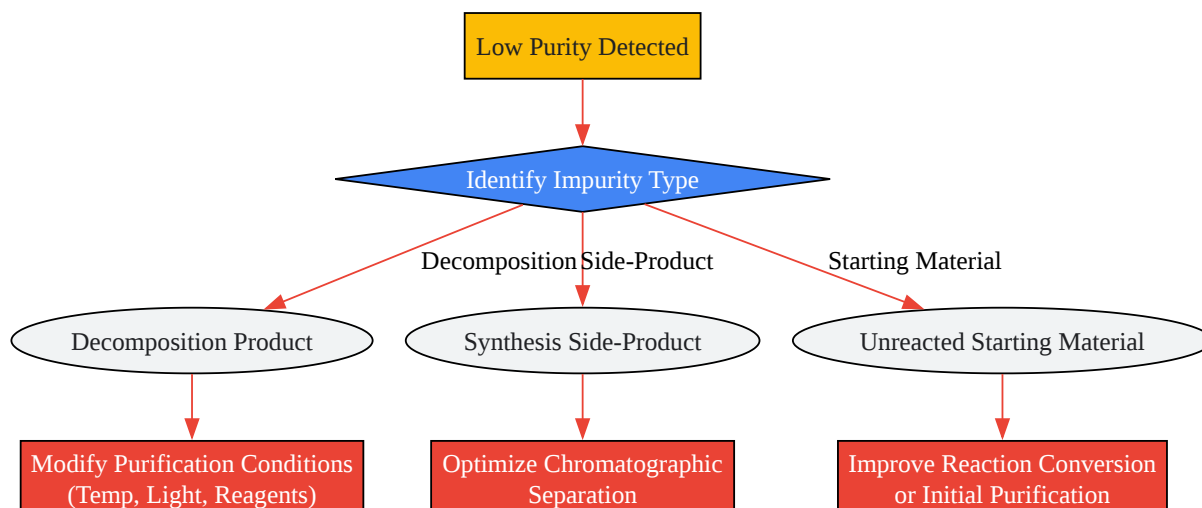 Low Purity Detected
Identify Impurity Type
Decomposition
Side-Product
Starting Material
Decomposition Product
Synthesis Side-Product
Unreacted Starting Material
Modify Purification Conditions
(Temp, Light, Reagents)
Optimize Chromatographic
Separation
Improve Reaction Conversion
or Initial Purification